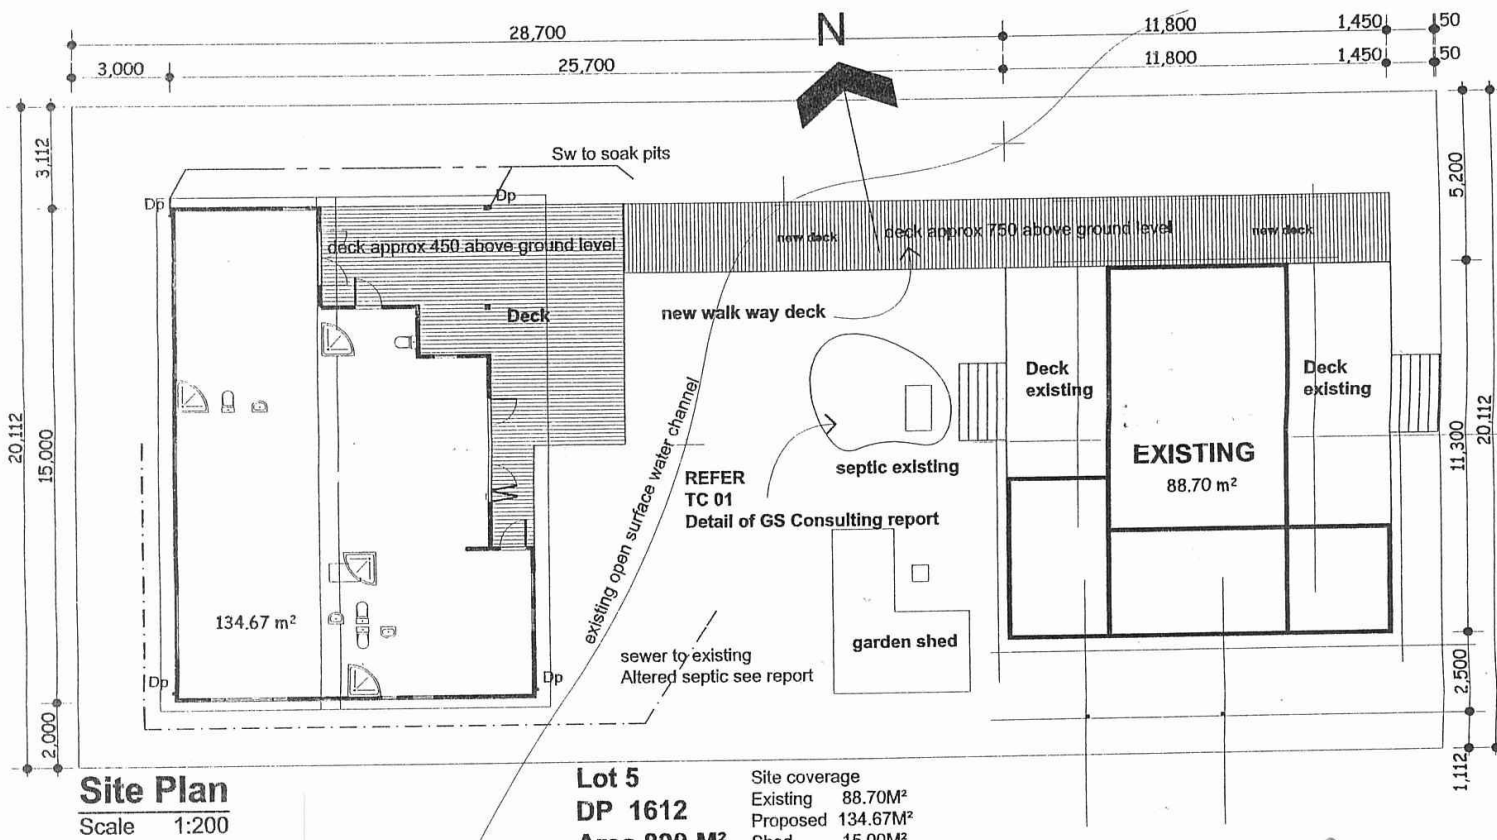 28,700
11,800
1,450
50
N
3,000
25,700
11,800
1,450
50
3,112
20,112
15,000
2,000
5,200
11,300
20,112
2,500
1,112
Sw to soak pits
Dp
Dp
deck approx 450 above ground level
new deck
deck approx 750 above ground level
new deck
Deck
new walk way deck
Deck
existing
Deck
existing
EXISTING
88.70 m²
septic existing
REFER
TC 01
Detail of GS Consulting report
existing open surface water channel
134.67 m²
garden shed
sewer to existing
Altered septic see report
Dp
Dp
Site Plan
Scale 1:200
Lot 5
DP 1612
Site coverage
Existing 88.70M²
Proposed 134.67M²
Shed 15.00M²